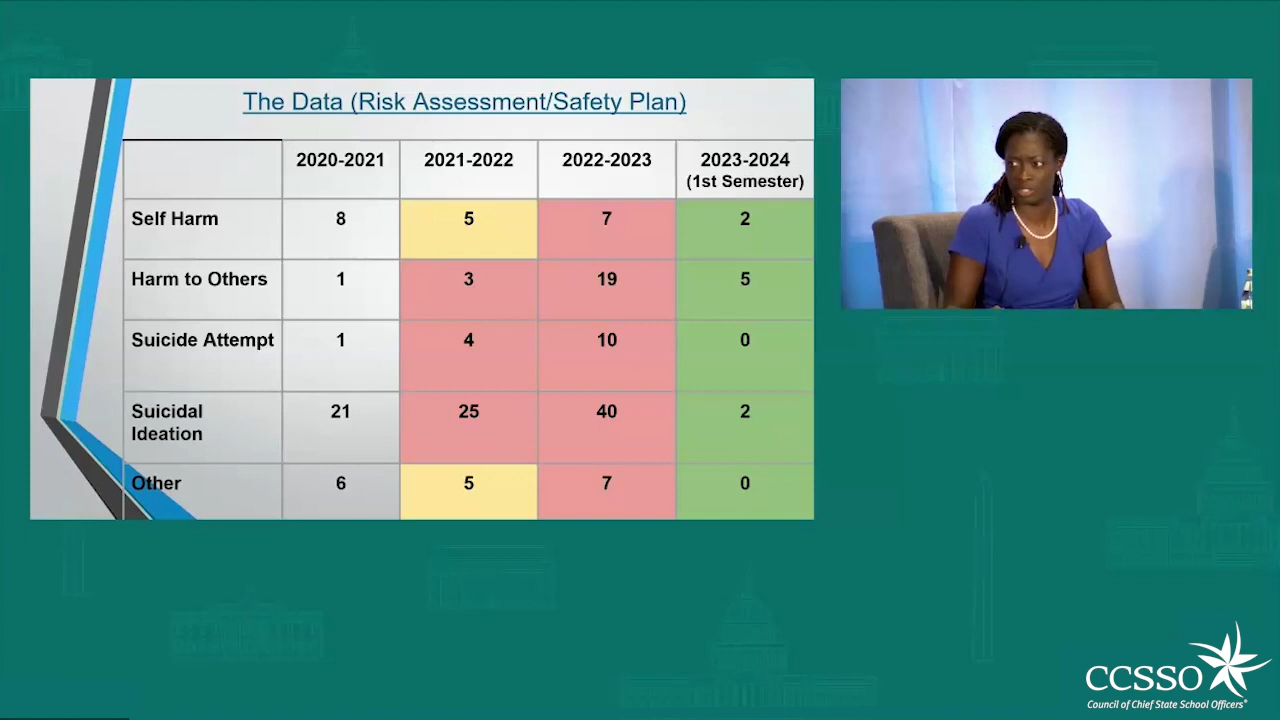 The Data (Risk Assessment/Safety Plan)
2020-2021 2021-2022 2022-2023 2023-2024
(1st Semester)
Self Harm 8 5 7 2
Harm to Others 1 3 19 5
Suicide Attempt 1 4 10 0
Suicidal
Ideation 21 25 40 2
Other 6 5 7 0
CCSSO
Council of Chief State School Officers®